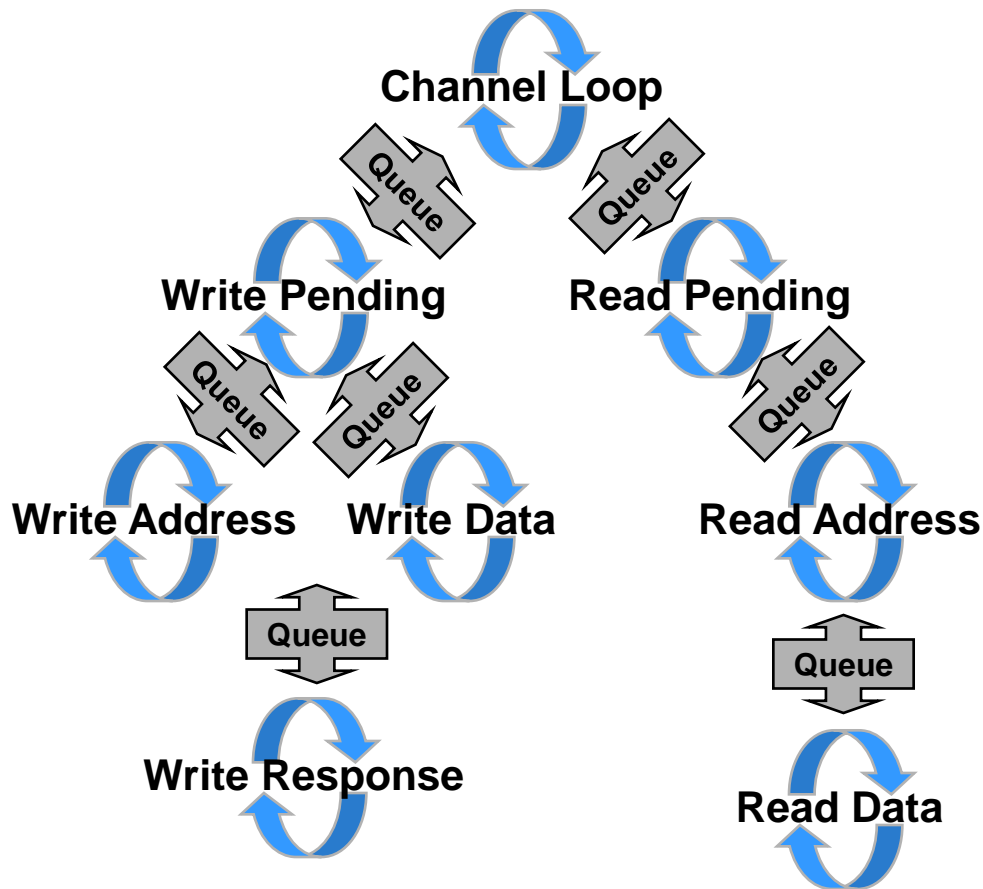 Channel Loop
Queue
Queue
Write Pending
Read Pending
Queue
Queue
Queue
Write Address
Write Data
Read Address
Queue
Queue
Write Response
Read Data